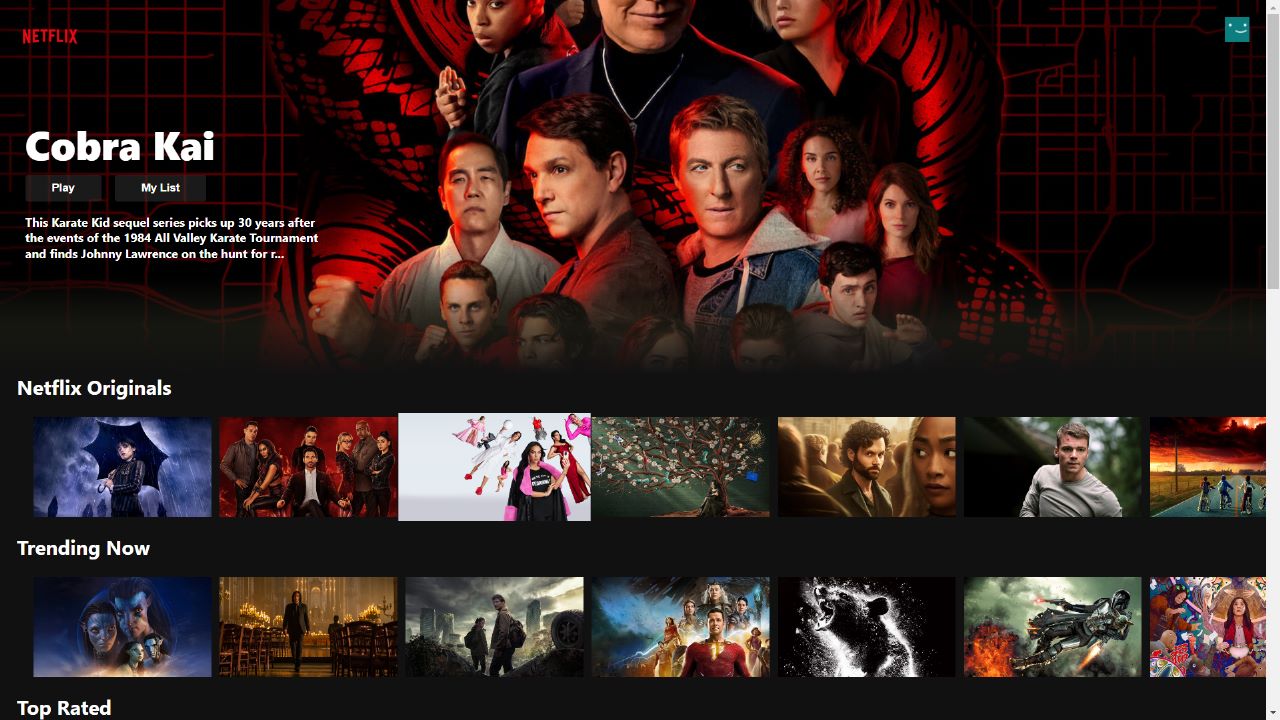 NETFLIX
Cobra Kai
Play
My List
This Karate Kid sequel series picks up 30 years after
the events of the 1984 All Valley Karate Tournament
and finds Johnny Lawrence on the hunt for r...
Netflix Originals
Trending Now
Top Rated